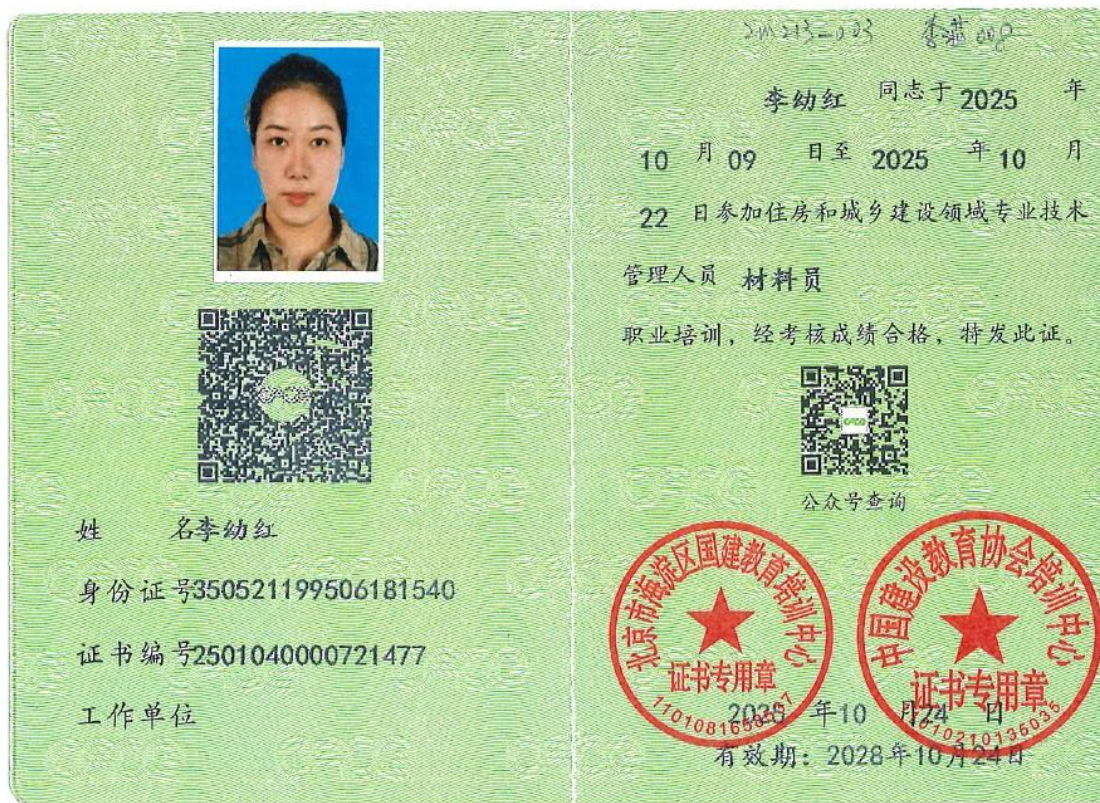 姓 名李幼红
身份证号350521199506181540
证书编号2501040000721477
工作单位
李幼红 同志于 2025 年
10 月 09 日至 2025 年 10 月
22 日参加住房和城乡建设领域专业技术
管理人员 材料员
职业培训，经考核成绩合格，特发此证。
公众号查询
北京市海淀区国建教育培训中心
证书专用章
中国建设教育协会培训中心
证书专用章
2025 年10 月24 日
有效期：2028年10月24日